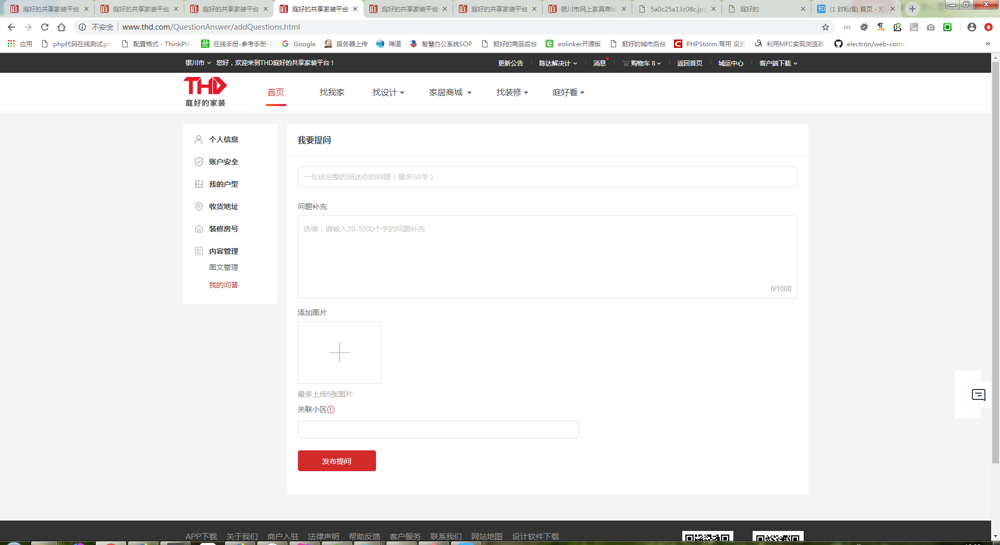 庭好的共享家装平台
庭好的共享家装平台
庭好的共享家装平台
庭好的共享家装平台
庭好的共享家装平台
庭好的共享家装平台
银川市网上家具商城
5a0c25a13c08c.jpg
庭好的
(1 封私信) 首页 - 知
不安全 www.thd.com/QuestionAnswer/addQuestions.html
应用
php代码在线测试,ph
配置格式 - ThinkPHP
在线手册-参考手册-
Google
服务器上传
禅道
智慧办公系统SOP
挺好的商品后台
eolinker开源版
挺好的城市后台
PHPStorm 常用 设置
利用MFC实现浏览器
electron/web-conte
»
银川市 您好，欢迎来到THD庭好的共享家装平台！
更新公告
陈达解决计
消息
购物车 8
返回首页
城运中心
客户端下载
THD
庭好的家装
首页
找我家
找设计
家居商城
找装修
庭好看
个人信息
账户安全
我的户型
收货地址
装修房号
内容管理
图文管理
我的问答
我要提问
一句话完整的描述你的问题（最多50字）
问题补充
选填，请输入20-1000个字的问题补充
0/1000
添加图片
最多上传5张图片
关联小区
发布提问
APP下载 关于我们 商户入驻 法律声明 帮助反馈 客户服务 联系我们 网站地图 设计软件下载